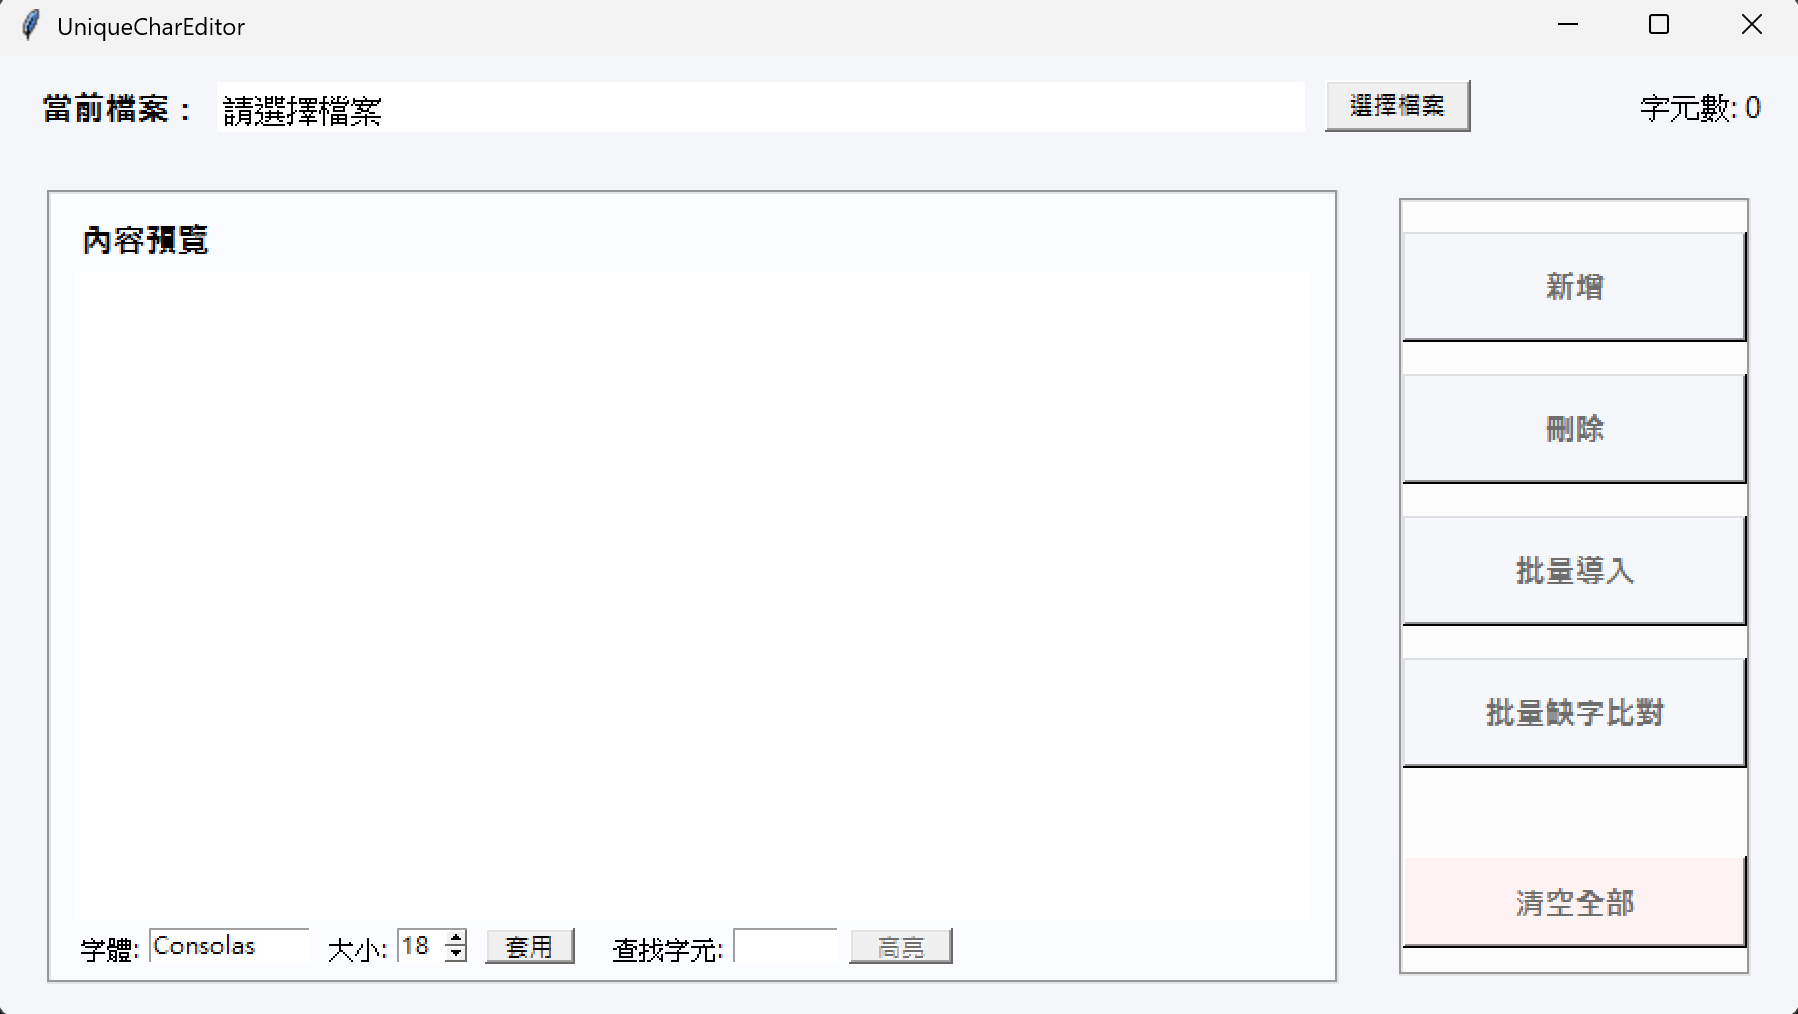 UniqueCharEditor
當前檔案： 請選擇檔案 選擇檔案 字元數: 0
內容預覽
新增
刪除
批量導入
批量缺字比對
清空全部
字體: Consolas 大小: 18 套用 查找字元: 高亮